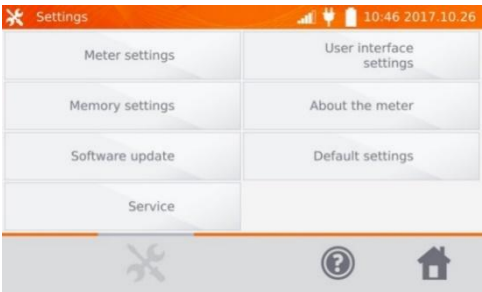 Settings 10:46 2017.10.26
Meter settings
User interface
settings
Memory settings
About the meter
Software update
Default settings
Service
?